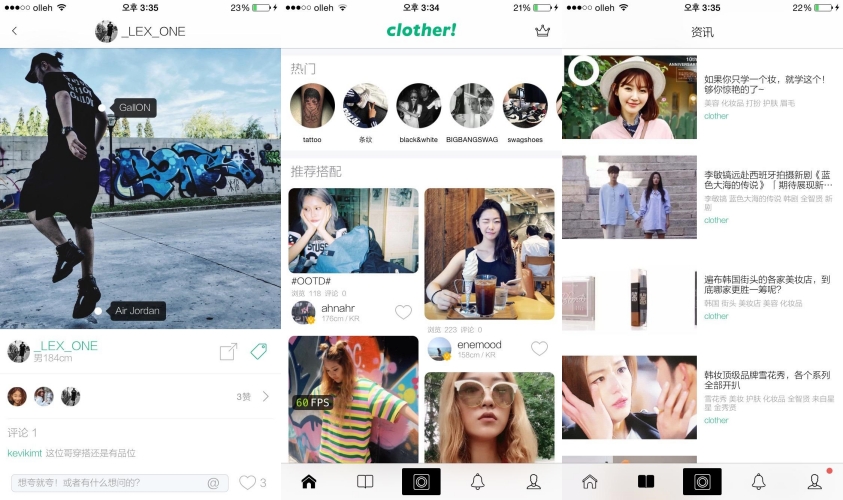 ●●●○○ olleh 오후 3:35 23%
_LEX_ONE
GallON
Air Jordan
_LEX_ONE
男184cm
3赞
评论 1
kevikimt 这位哥穿搭还是有品位
想夸就夸！或者有什么想问的？ @
3
●●●○○ olleh 오후 3:34 21%
clother!
热门
tattoo
条纹
black&white
BIGBANGSWAG
swagshoes
推荐搭配
STUSS
#OOTD#
浏览 118 评论 0
ahnahr
176cm / KR
浏览 223 评论 0
enemood
158cm / KR
60 FPS
●●●○○ olleh 오후 3:35 22%
资讯
10th
ANNIVERSARY
如果你只学一个妆，就学这个！
够你惊艳的了~
美容 化妆品 打扮 护肤 眉毛
clother
李敏镐远赴西班牙拍摄新剧《蓝
色大海的传说》「期待展现新···
李敏镐 蓝色大海的传说 韩剧 全智贤 新
剧
clother
遍布韩国街头的各家美妆店，到
底哪家更胜一筹呢?
韩国 街头 美妆店 美容 化妆品
clother
韩妆顶级品牌雪花秀，各个系列
全部开扒
雪花秀 美妆 护肤 化妆品 全智贤 来自星
星 金秀贤
clother